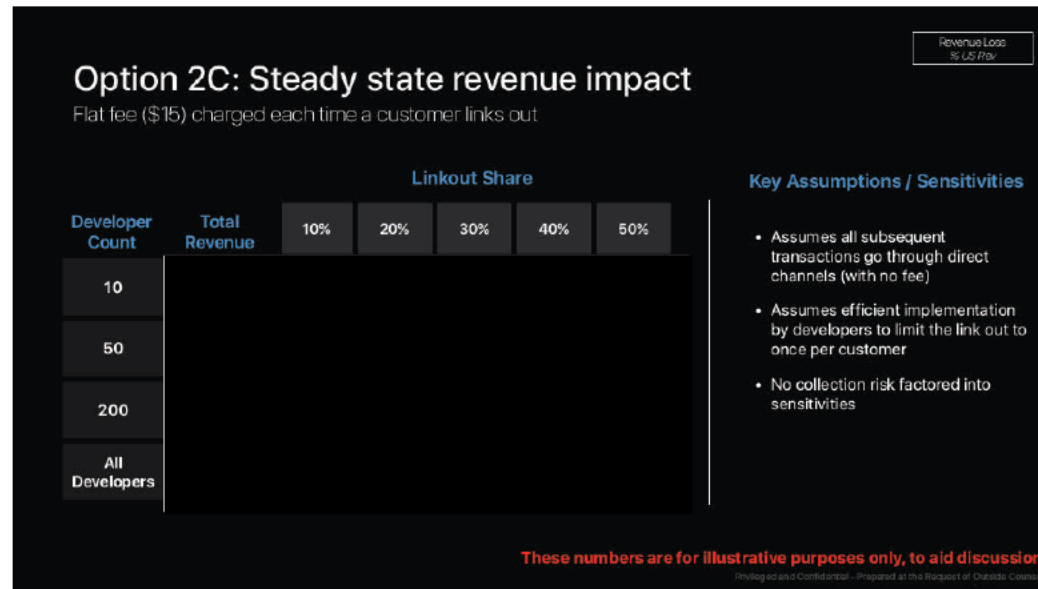 Revenue Loss
% US Rev
Option 2C: Steady state revenue impact
Flat fee ($15) charged each time a customer links out
Linkout Share
Developer Count
Total Revenue
10%
20%
30%
40%
50%
10
50
200
All Developers
Key Assumptions / Sensitivities
• Assumes all subsequent
transactions go through direct
channels (with no fee)
• Assumes efficient implementation
by developers to limit the link out to
once per customer
• No collection risk factored into
sensitivities
These numbers are for illustrative purposes only, to aid discussion
Privileged and Confidential – Prepared at the Request of Outside Counse